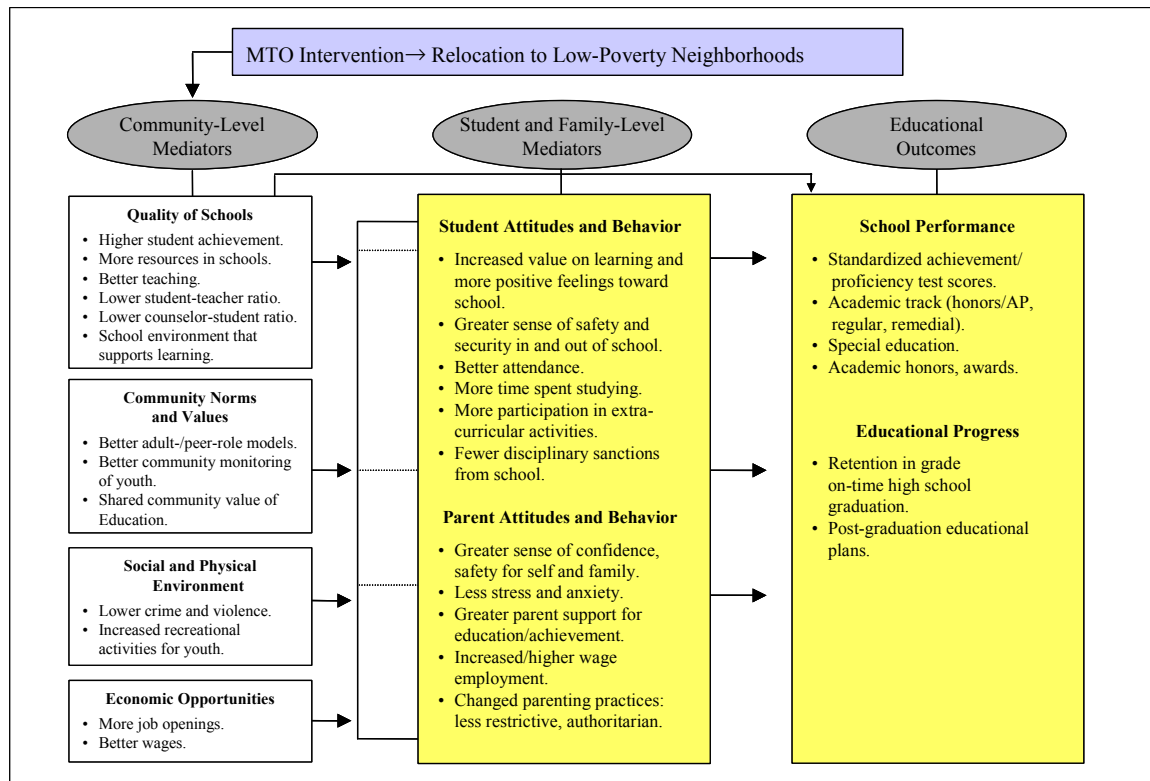 MTO Intervention→ Relocation to Low-Poverty Neighborhoods
Community-Level
Mediators
Student and Family-Level
Mediators
Educational
Outcomes
Quality of Schools
• Higher student achievement.
• More resources in schools.
• Better teaching.
• Lower student-teacher ratio.
• Lower counselor-student ratio.
• School environment that
supports learning.
Community Norms
and Values
• Better adult-/peer-role models.
• Better community monitoring
of youth.
• Shared community value of
Education.
Social and Physical
Environment
• Lower crime and violence.
• Increased recreational
activities for youth.
Economic Opportunities
• More job openings.
• Better wages.
Student Attitudes and Behavior
• Increased value on learning and
more positive feelings toward
school.
• Greater sense of safety and
security in and out of school.
• Better attendance.
• More time spent studying.
• More participation in extra-
curricular activities.
• Fewer disciplinary sanctions
from school.
Parent Attitudes and Behavior
• Greater sense of confidence,
safety for self and family.
• Less stress and anxiety.
• Greater parent support for
education/achievement.
• Increased/higher wage
employment.
• Changed parenting practices:
less restrictive, authoritarian.
School Performance
• Standardized achievement/
proficiency test scores.
• Academic track (honors/AP,
regular, remedial).
• Special education.
• Academic honors, awards.
Educational Progress
• Retention in grade
on-time high school
graduation.
• Post-graduation educational
plans.